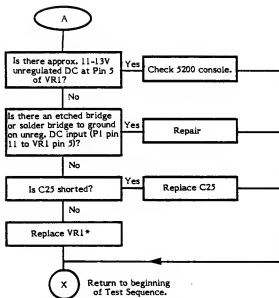 A
Is there approx. 11-13V
unregulated DC at Pin 5
of VR1?
Yes
Check 5200 console.
No
Is there an etched bridge
or solder bridge to ground
on unreg. DC input (P1 pin
11 to VR1 pin 5)?
Yes
Repair
No
Is C25 shorted?
Yes
Replace C25
No
Replace VR1*
X
Return to beginning
of Test Sequence.